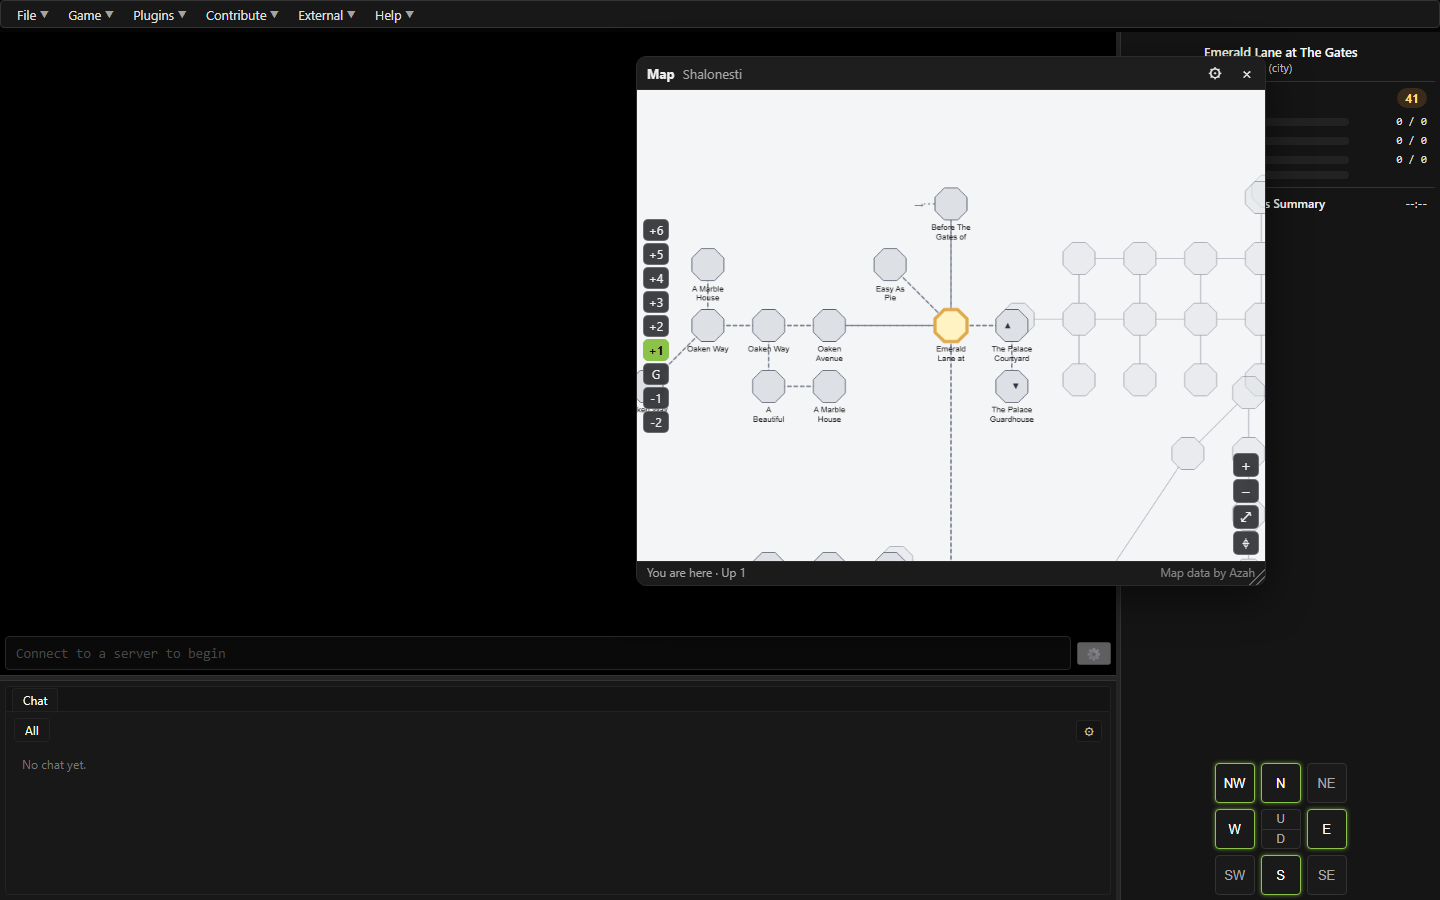 File Game Plugins Contribute External Help
Emerald Lane at The Gates
(city)
Map Shalonesti
41
0 / 0
0 / 0
0 / 0
s Summary --:--
Before The
Gates of
+6
+5
+4
+3
+2
+1
G
-1
-2
A Marble
House
Easy As
Pie
Oaken Way
Oaken Way
Oaken
Avenue
Emerald
Lane at
The Palace
Courtyard
A
Beautiful
A Marble
House
The Palace
Guardhouse
+
−
You are here · Up 1
Map data by Azah
Connect to a server to begin
Chat
All
No chat yet.
NW N NE
W U E
D
SW S SE